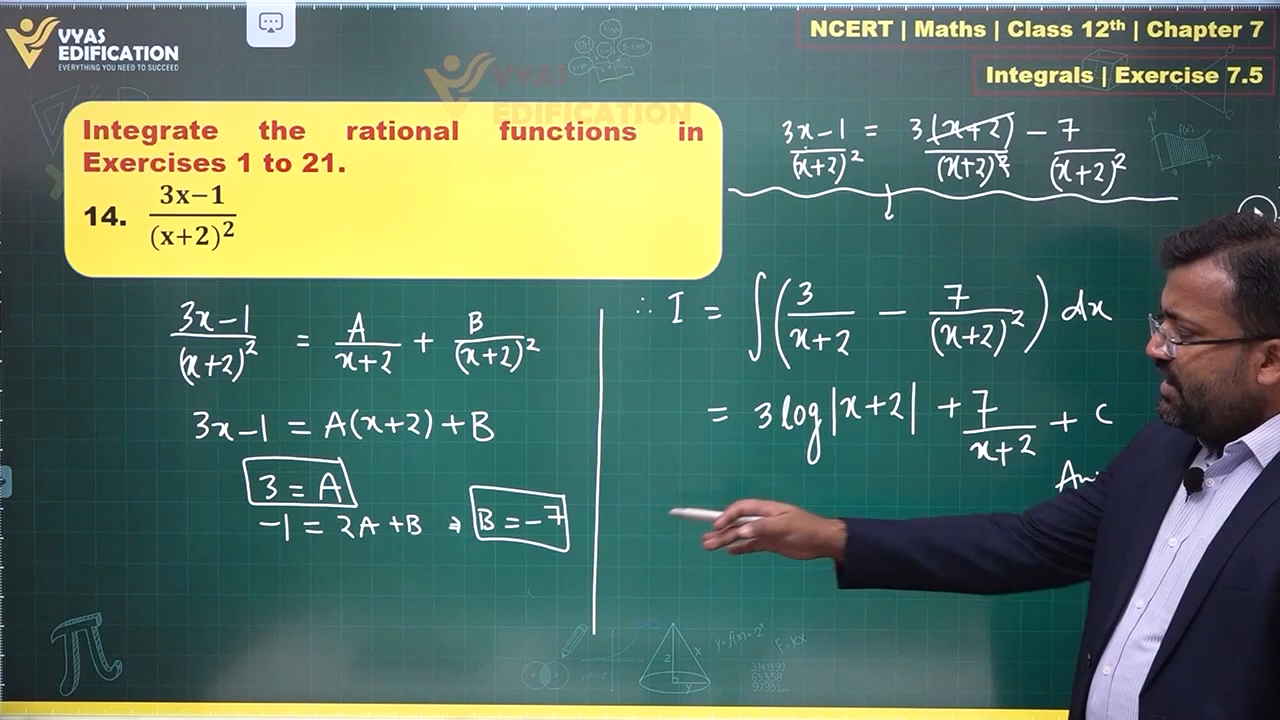 VYAS
EDIFICATION
EVERYTHING YOU NEED TO SUCCEED
VYAS
EDIFICATION
NCERT | Maths | Class 12th | Chapter 7
Integrals | Exercise 7.5
Integrate the rational functions in
Exercises 1 to 21.
14. (3x−1)/(x+2)²
(3x−1)/(x+2)² = 3(x+2)/(x+2)² − 7/(x+2)²
(3x−1)/(x+2)² = A/(x+2) + B/(x+2)²
3x−1 = A(x+2)+B
3 = A
−1 = 2A+B ⇒ B = −7
∴ I = ∫(3/(x+2) − 7/(x+2)²) dx
= 3 log|x+2| + 7/(x+2) + C